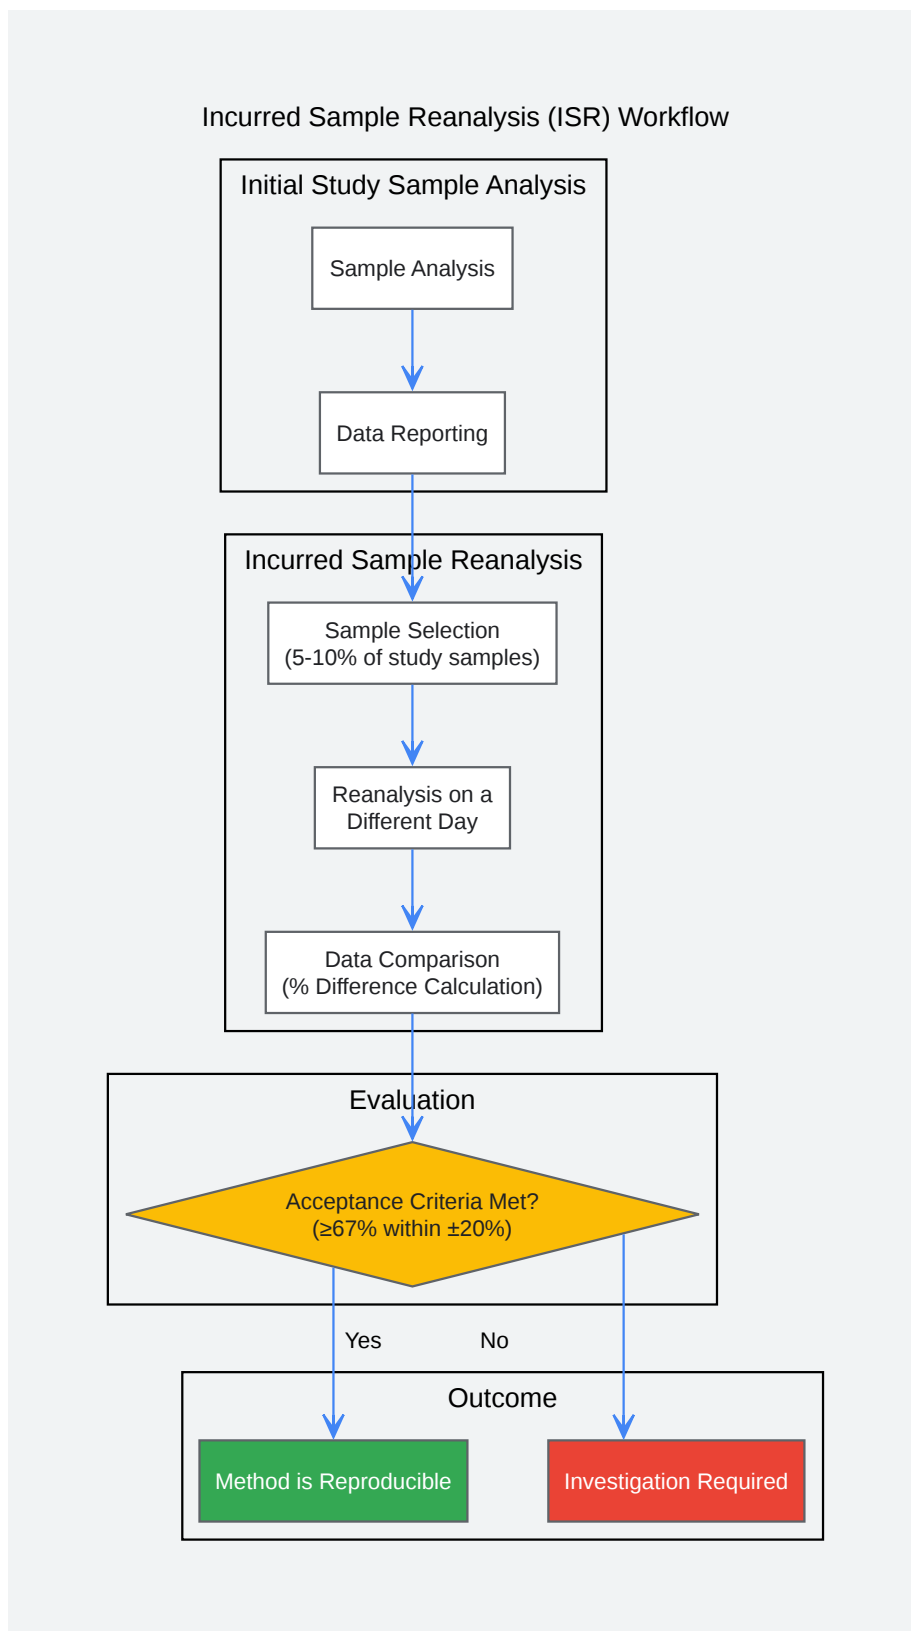 Incurred Sample Reanalysis (ISR) Workflow
Initial Study Sample Analysis
Sample Analysis
Data Reporting
Incurred Sample Reanalysis
Sample Selection
(5-10% of study samples)
Reanalysis on a
Different Day
Data Comparison
(% Difference Calculation)
Evaluation
Acceptance Criteria Met?
(≥67% within ±20%)
Yes
No
Outcome
Method is Reproducible
Investigation Required